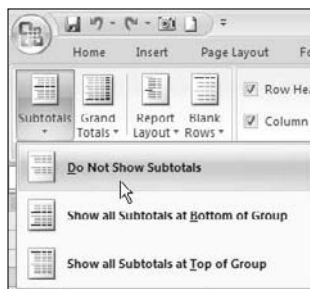 Home Insert Page Layout Fo
Subtotals Grand Totals Report Layout Blank Rows
Row Hea
Column
Do Not Show Subtotals
Show all Subtotals at Bottom of Group
Show all Subtotals at Top of Group